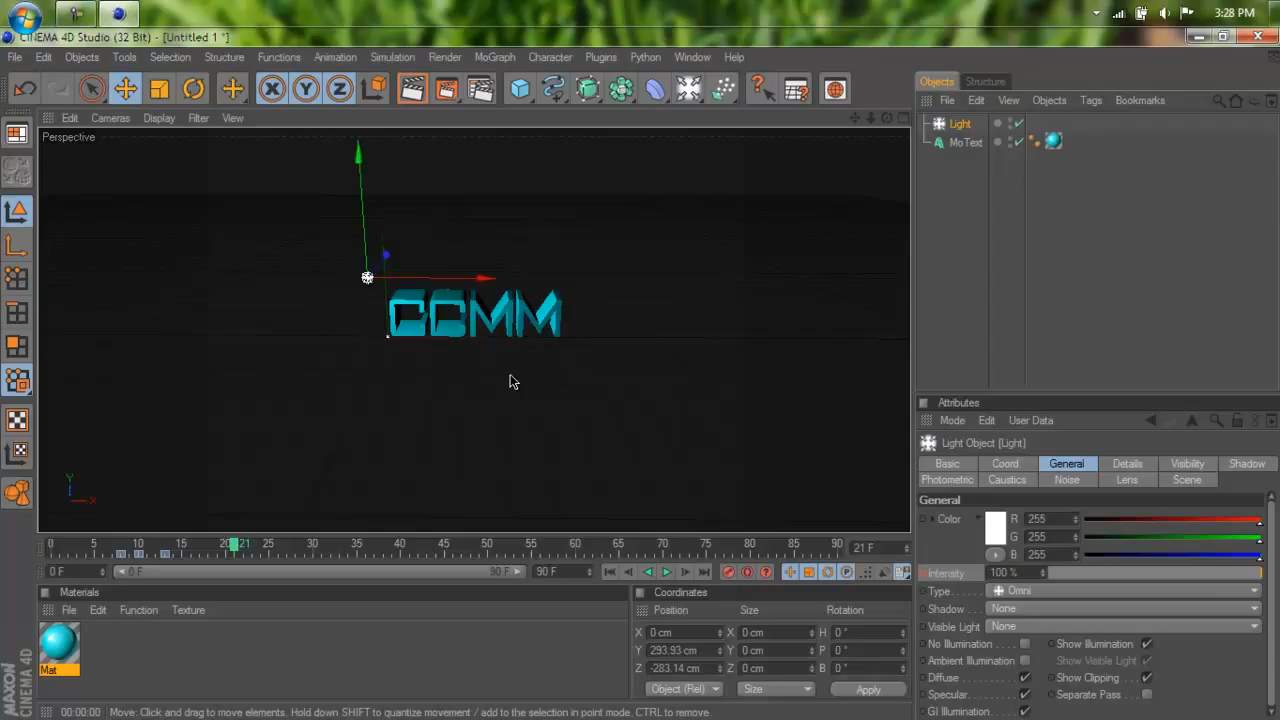 3:28 PM
CINEMA 4D Studio (32 Bit) - [Untitled 1 *]
File Edit Objects Tools Selection Structure Functions Animation Simulation Render MoGraph Character Plugins Python Window Help
X Y Z
Objects Structure
File Edit View Objects Tags Bookmarks
Light
MoText
Edit Cameras Display Filter View
Perspective
CCMM
Y
X
Attributes
Mode Edit User Data
Light Object [Light]
Basic Coord General Details Visibility Shadow
Photometric Caustics Noise Lens Scene
General
Color R 255
G 255
B 255
Intensity 100 %
Type Omni
Shadow None
Visible Light None
No Illumination Show Illumination
Ambient Illumination Show Visible Light
Diffuse Show Clipping
Specular Separate Pass
GI Illumination
0 5 10 15 20 21 25 30 35 40 45 50 55 60 65 70 75 80 85 90 21 F
0 F 0 F 90 F 90 F
Materials
File Edit Function Texture
Mat
Coordinates
Position Size Rotation
X 0 cm X 0 cm H 0 °
Y 293.93 cm Y 0 cm P 0 °
Z -283.14 cm Z 0 cm B 0 °
Object (Rel) Size Apply
MAXON
CINEMA 4D
00:00:00 Move: Click and drag to move elements. Hold down SHIFT to quantize movement / add to the selection in point mode, CTRL to remove.